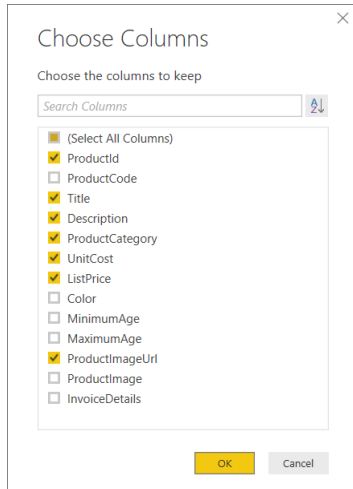 Choose Columns
Choose the columns to keep
Search Columns
(Select All Columns)
ProductId
ProductCode
Title
Description
ProductCategory
UnitCost
ListPrice
Color
MinimumAge
MaximumAge
ProductImageUrl
ProductImage
InvoiceDetails
OK Cancel